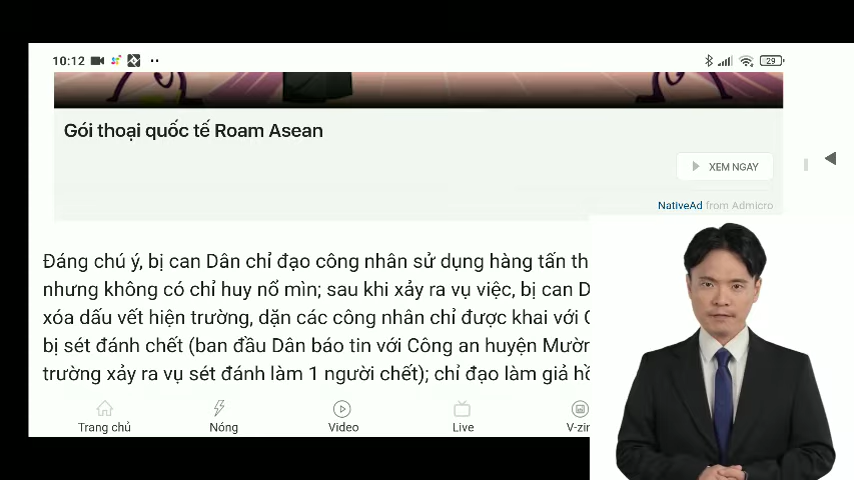 10:12
29
Gói thoại quốc tế Roam Asean
XEM NGAY
NativeAd from Admicro
Đáng chú ý, bị can Dân chỉ đạo công nhân sử dụng hàng tấn th
nhưng không có chỉ huy nổ mìn; sau khi xảy ra vụ việc, bị can D
xóa dấu vết hiện trường, dặn các công nhân chỉ được khai với
bị sét đánh chết (ban đầu Dân báo tin với Công an huyện Mườn
trường xảy ra vụ sét đánh làm 1 người chết); chỉ đạo làm giả hồ
Trang chủ
Nóng
Video
Live
V-zin